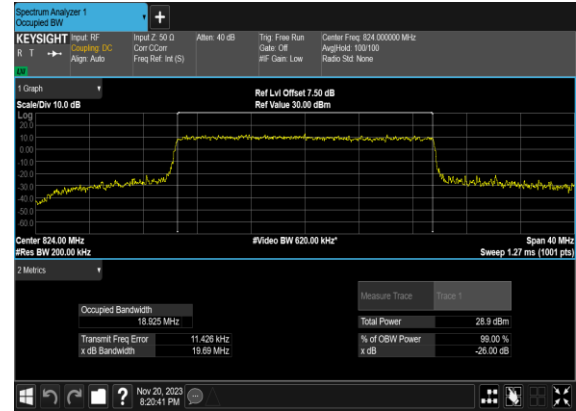 Spectrum Analyzer 1
Occupied BW
KEYSIGHT Input: RF Input Z: 50 Ω Atten: 40 dB Trig: Free Run Center Freq: 824.000000 MHz
R T Coupling: DC Corr CCorr Gate: Off Avg|Hold: 100/100
Align: Auto Freq Ref: Int (S) #IF Gain: Low Radio Std: None
LW
1 Graph
Scale/Div 10.0 dB
Ref Lvl Offset 7.50 dB
Ref Value 30.00 dBm
Log
20.0
10.0
0.00
-10.0
-20.0
-30.0
-40.0
-50.0
-60.0
Center 824.00 MHz #Video BW 620.00 kHz* Span 40 MHz
#Res BW 200.00 kHz Sweep 1.27 ms (1001 pts)
2 Metrics
Measure Trace Trace 1
Occupied Bandwidth
18.925 MHz Total Power 28.9 dBm
Transmit Freq Error 11.426 kHz % of OBW Power 99.00 %
x dB Bandwidth 19.69 MHz x dB -26.00 dB
? Nov 20, 2023
8:20:41 PM